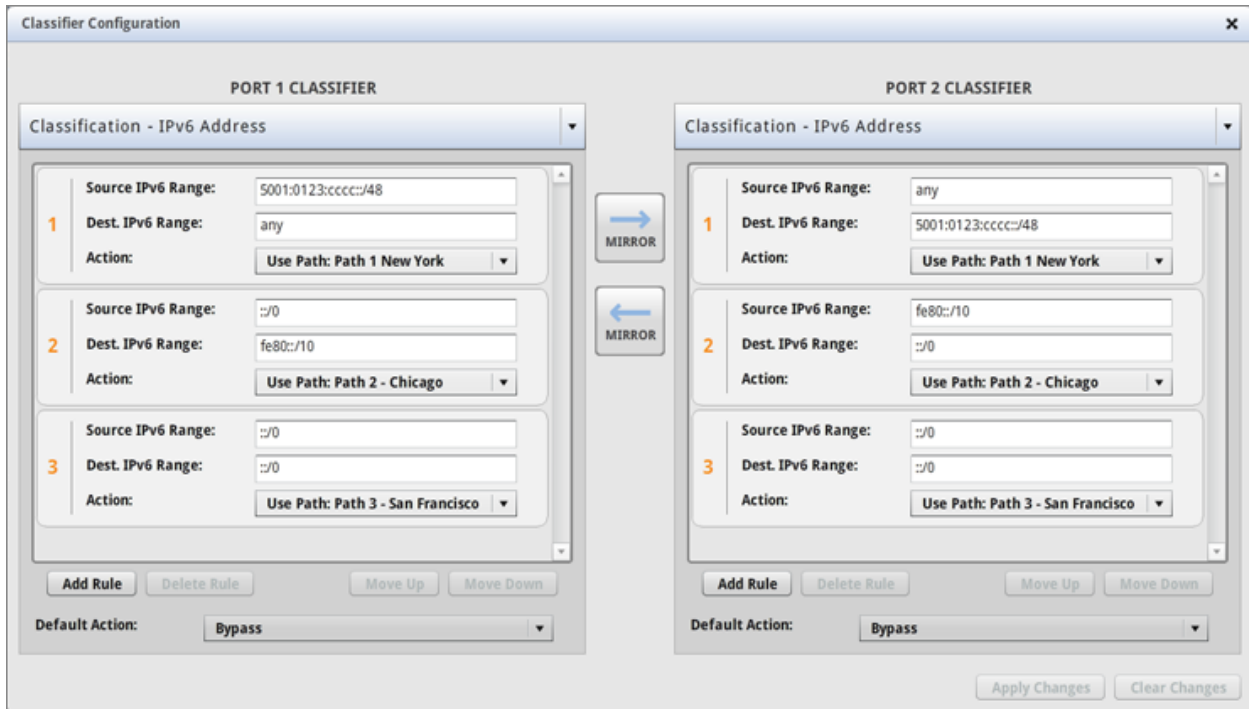 Classifier Configuration
PORT 1 CLASSIFIER
Classification - IPv6 Address
1
Source IPv6 Range: 5001:0123:cccc::/48
Dest. IPv6 Range: any
Action: Use Path: Path 1 New York
2
Source IPv6 Range: ::/0
Dest. IPv6 Range: fe80::/10
Action: Use Path: Path 2 - Chicago
3
Source IPv6 Range: ::/0
Dest. IPv6 Range: ::/0
Action: Use Path: Path 3 - San Francisco
Add Rule Delete Rule Move Up Move Down
Default Action: Bypass
MIRROR
MIRROR
PORT 2 CLASSIFIER
Classification - IPv6 Address
1
Source IPv6 Range: any
Dest. IPv6 Range: 5001:0123:cccc::/48
Action: Use Path: Path 1 New York
2
Source IPv6 Range: fe80::/10
Dest. IPv6 Range: ::/0
Action: Use Path: Path 2 - Chicago
3
Source IPv6 Range: ::/0
Dest. IPv6 Range: ::/0
Action: Use Path: Path 3 - San Francisco
Add Rule Delete Rule Move Up Move Down
Default Action: Bypass
Apply Changes Clear Changes